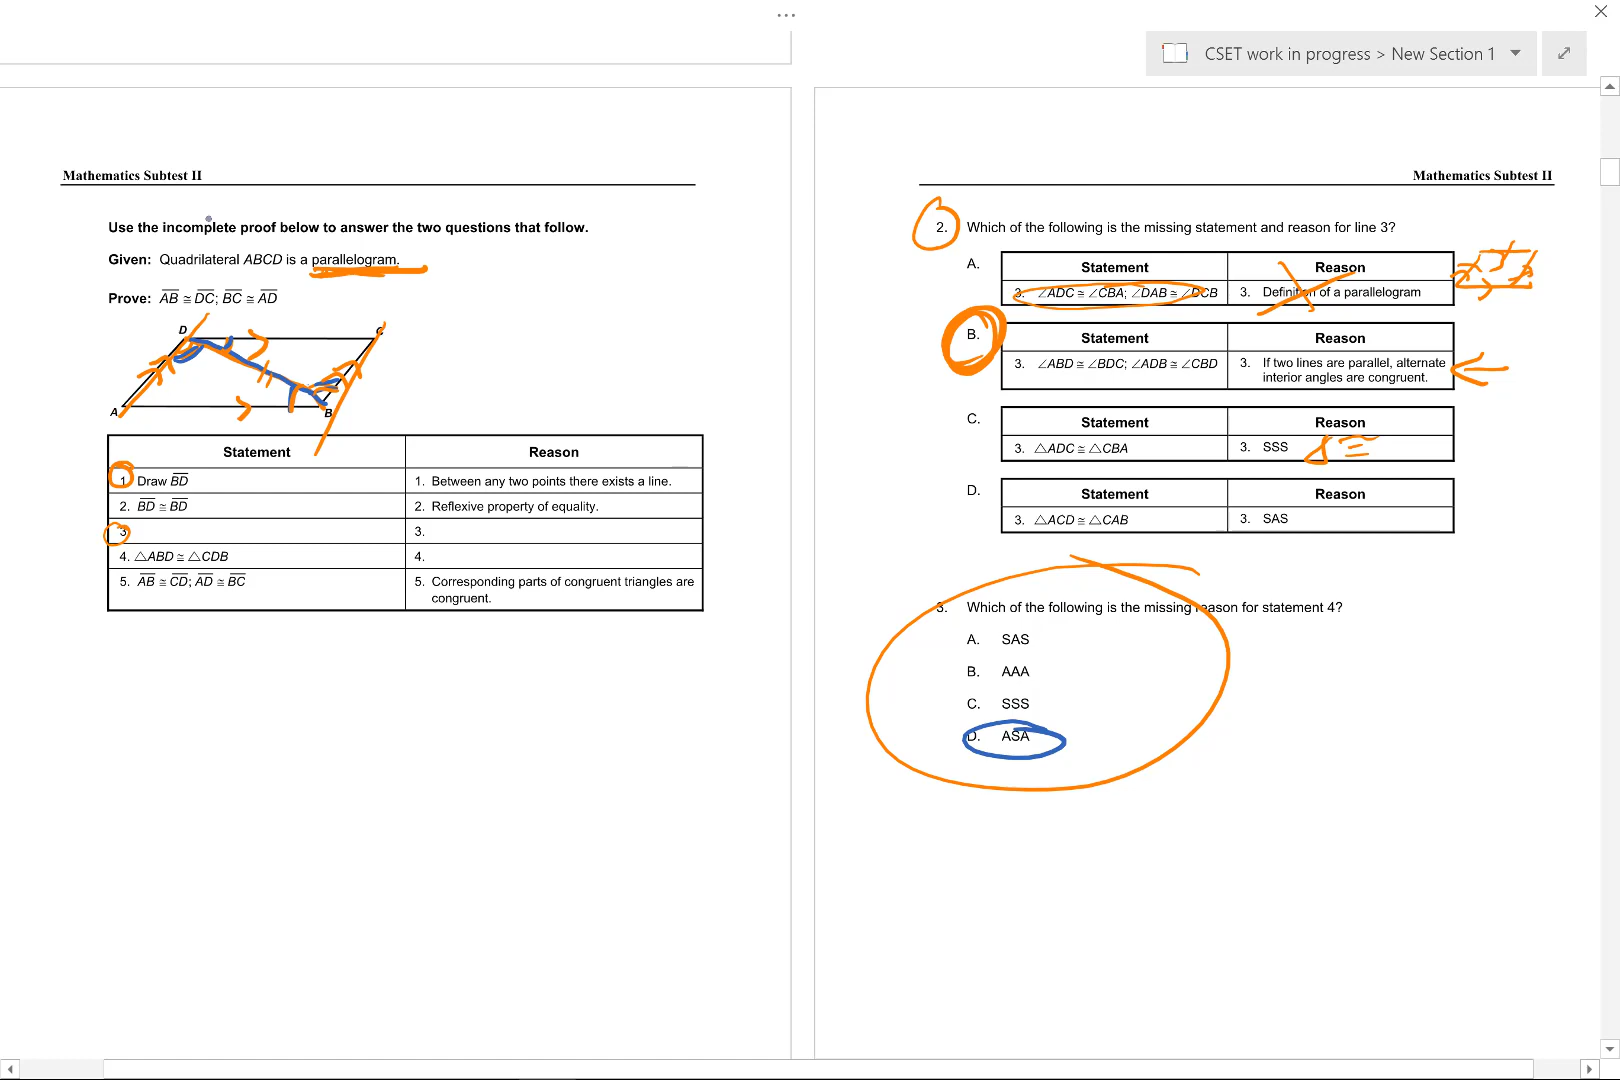 CSET work in progress > New Section 1
Mathematics Subtest II
Use the incomplete proof below to answer the two questions that follow.
Given: Quadrilateral ABCD is a parallelogram.
Prove: AB ≅ DC; BC ≅ AD
D C
A B
Statement Reason
1. Draw BD 1. Between any two points there exists a line.
2. BD ≅ BD 2. Reflexive property of equality.
3. 3.
4. △ABD ≅ △CDB 4.
5. AB ≅ CD; AD ≅ BC 5. Corresponding parts of congruent triangles are
congruent.
Mathematics Subtest II
2. Which of the following is the missing statement and reason for line 3?
A. Statement Reason
3. ∠ADC ≅ ∠CBA; ∠DAB ≅ ∠DCB 3. Definition of a parallelogram
B. Statement Reason
3. ∠ABD ≅ ∠BDC; ∠ADB ≅ ∠CBD 3. If two lines are parallel, alternate
interior angles are congruent.
C. Statement Reason
3. △ADC ≅ △CBA 3. SSS
D. Statement Reason
3. △ACD ≅ △CAB 3. SAS
3. Which of the following is the missing reason for statement 4?
A. SAS
B. AAA
C. SSS
D. ASA